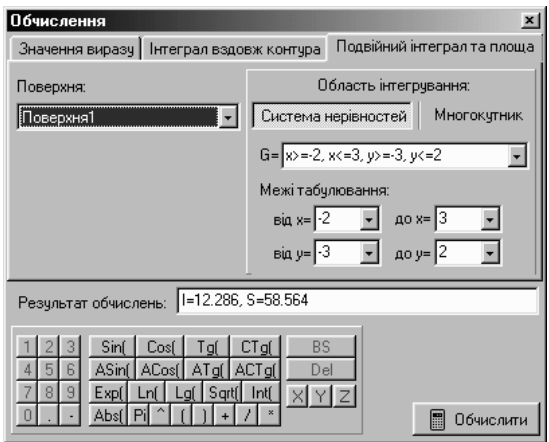 Обчислення
Значення виразу Інтеграл вздовж контура Подвійний інтеграл та площа
Поверхня:
Поверхня1
Область інтегрування:
Система нерівностей Многокутник
G= x>=-2, x<=3, y>=-3, y<=2
Межі табулювання:
від x= -2 до x= 3
від y= -3 до y= 2
Результат обчислень: I=12.286, S=58.564
1 2 3 Sin( Cos( Tg( CTg( BS
4 5 6 ASin( ACos( ATg( ACTg( Del
7 8 9 Exp( Ln( Lg( Sqrt( Int( X Y Z
0 . - Abs( Pi ^ ( ) + / *
Обчислити